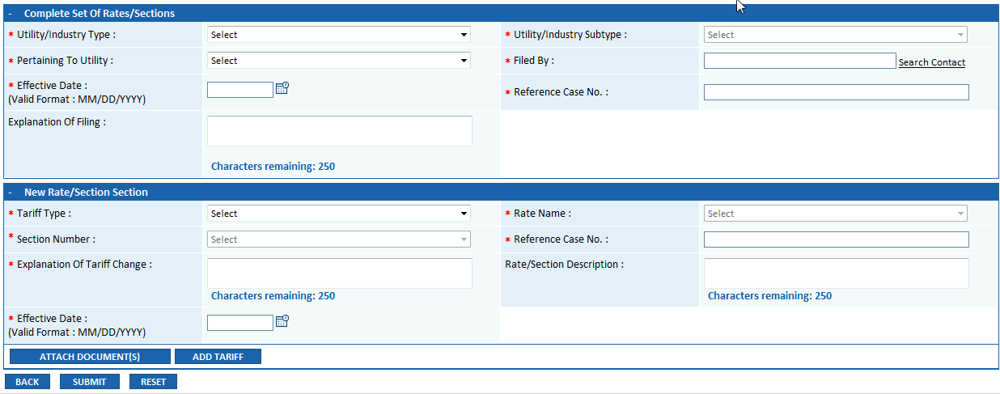 - Complete Set Of Rates/Sections
* Utility/Industry Type : Select * Utility/Industry Subtype : Select
* Pertaining To Utility : Select * Filed By : Search Contact
* Effective Date :
(Valid Format : MM/DD/YYYY)
* Reference Case No. :
Explanation Of Filing :
Characters remaining: 250
- New Rate/Section Section
* Tariff Type : Select * Rate Name : Select
* Section Number : Select * Reference Case No. :
* Explanation Of Tariff Change : Rate/Section Description :
Characters remaining: 250 Characters remaining: 250
* Effective Date :
(Valid Format : MM/DD/YYYY)
ATTACH DOCUMENT(S) ADD TARIFF
BACK SUBMIT RESET